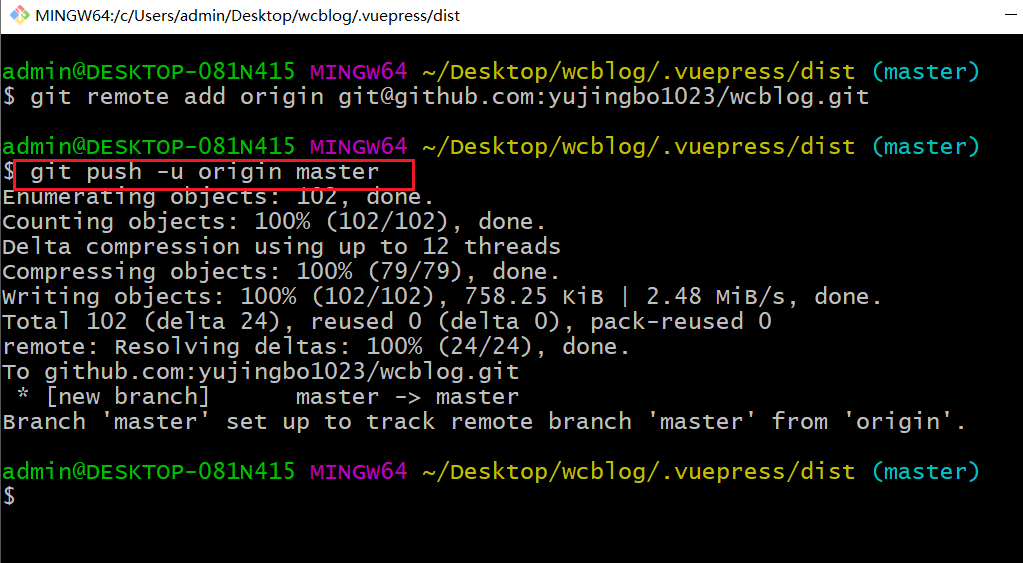 MINGW64:/c/Users/admin/Desktop/wcblog/.vuepress/dist
admin@DESKTOP-081N415 MINGW64 ~/Desktop/wcblog/.vuepress/dist (master)
$ git remote add origin git@github.com:yujingbo1023/wcblog.git
admin@DESKTOP-081N415 MINGW64 ~/Desktop/wcblog/.vuepress/dist (master)
$ git push -u origin master
Enumerating objects: 102, done.
Counting objects: 100% (102/102), done.
Delta compression using up to 12 threads
Compressing objects: 100% (79/79), done.
Writing objects: 100% (102/102), 758.25 KiB | 2.48 MiB/s, done.
Total 102 (delta 24), reused 0 (delta 0), pack-reused 0
remote: Resolving deltas: 100% (24/24), done.
To github.com:yujingbo1023/wcblog.git
 * [new branch]      master -> master
Branch 'master' set up to track remote branch 'master' from 'origin'.
admin@DESKTOP-081N415 MINGW64 ~/Desktop/wcblog/.vuepress/dist (master)
$